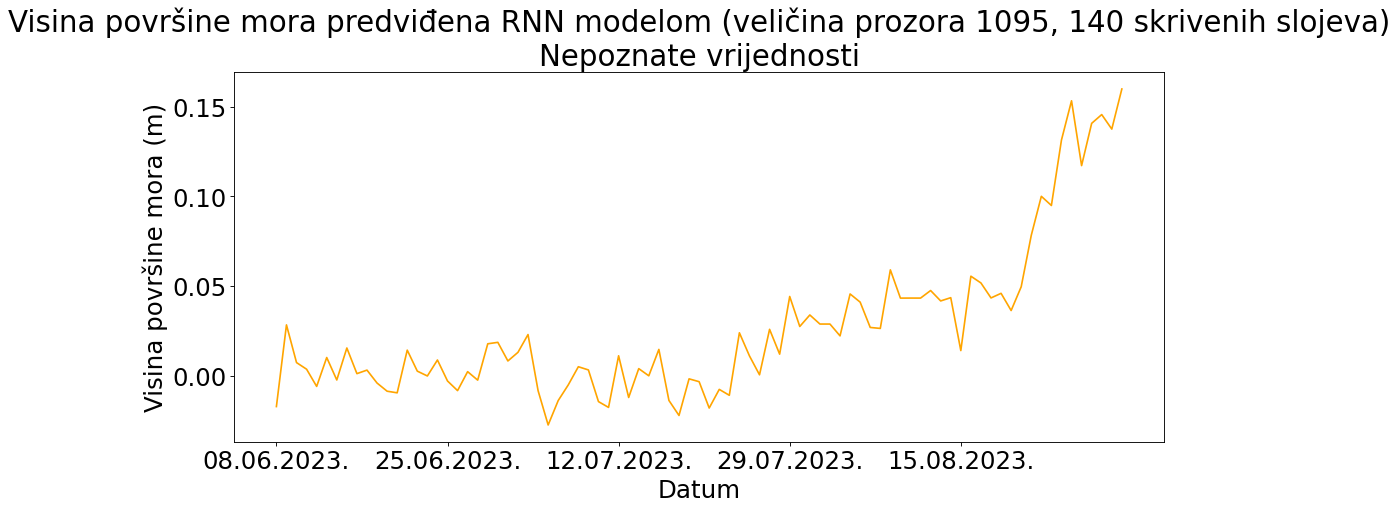 Visina površine mora predviđena RNN modelom (veličina prozora 1095, 140 skrivenih slojeva)
Nepoznate vrijednosti
Visina površine mora (m)
0.15
0.10
0.05
0.00
08.06.2023. 25.06.2023. 12.07.2023. 29.07.2023. 15.08.2023.
Datum